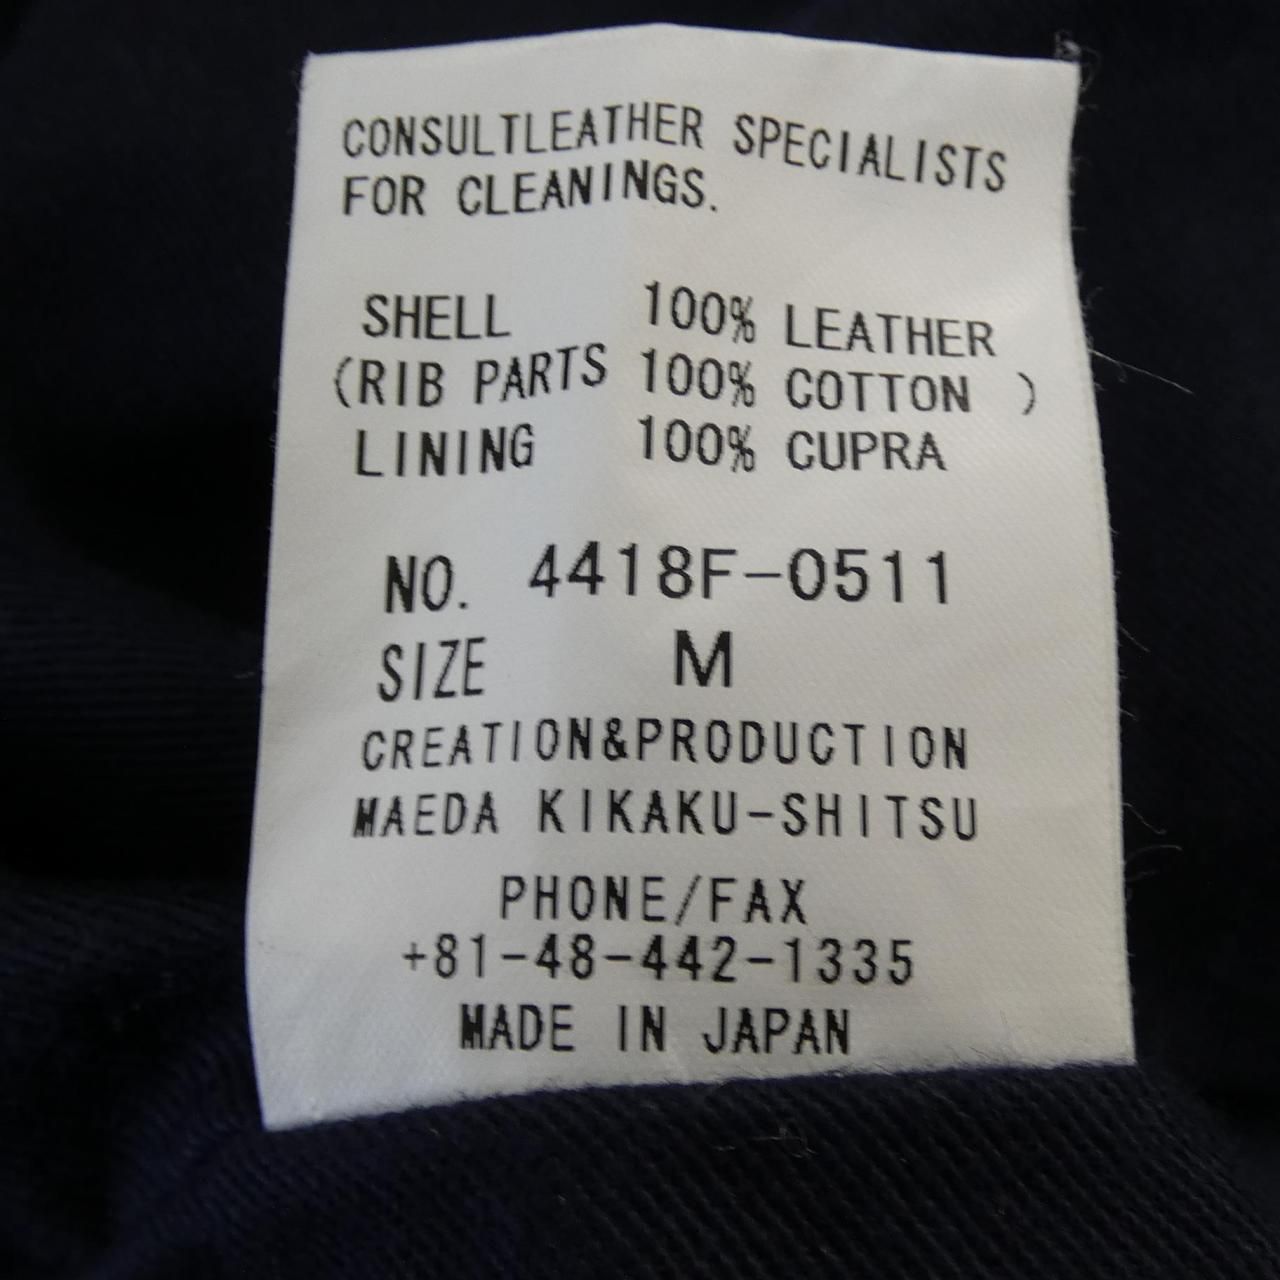 CONSULTLEATHER SPECIALISTS
FOR CLEANINGS.
SHELL 100% LEATHER
(RIB PARTS 100% COTTON )
LINING 100% CUPRA
NO. 4418F-0511
SIZE M
CREATION&PRODUCTION
MAEDA KIKAKU-SHITSU
PHONE/FAX
+81-48-442-1335
MADE IN JAPAN